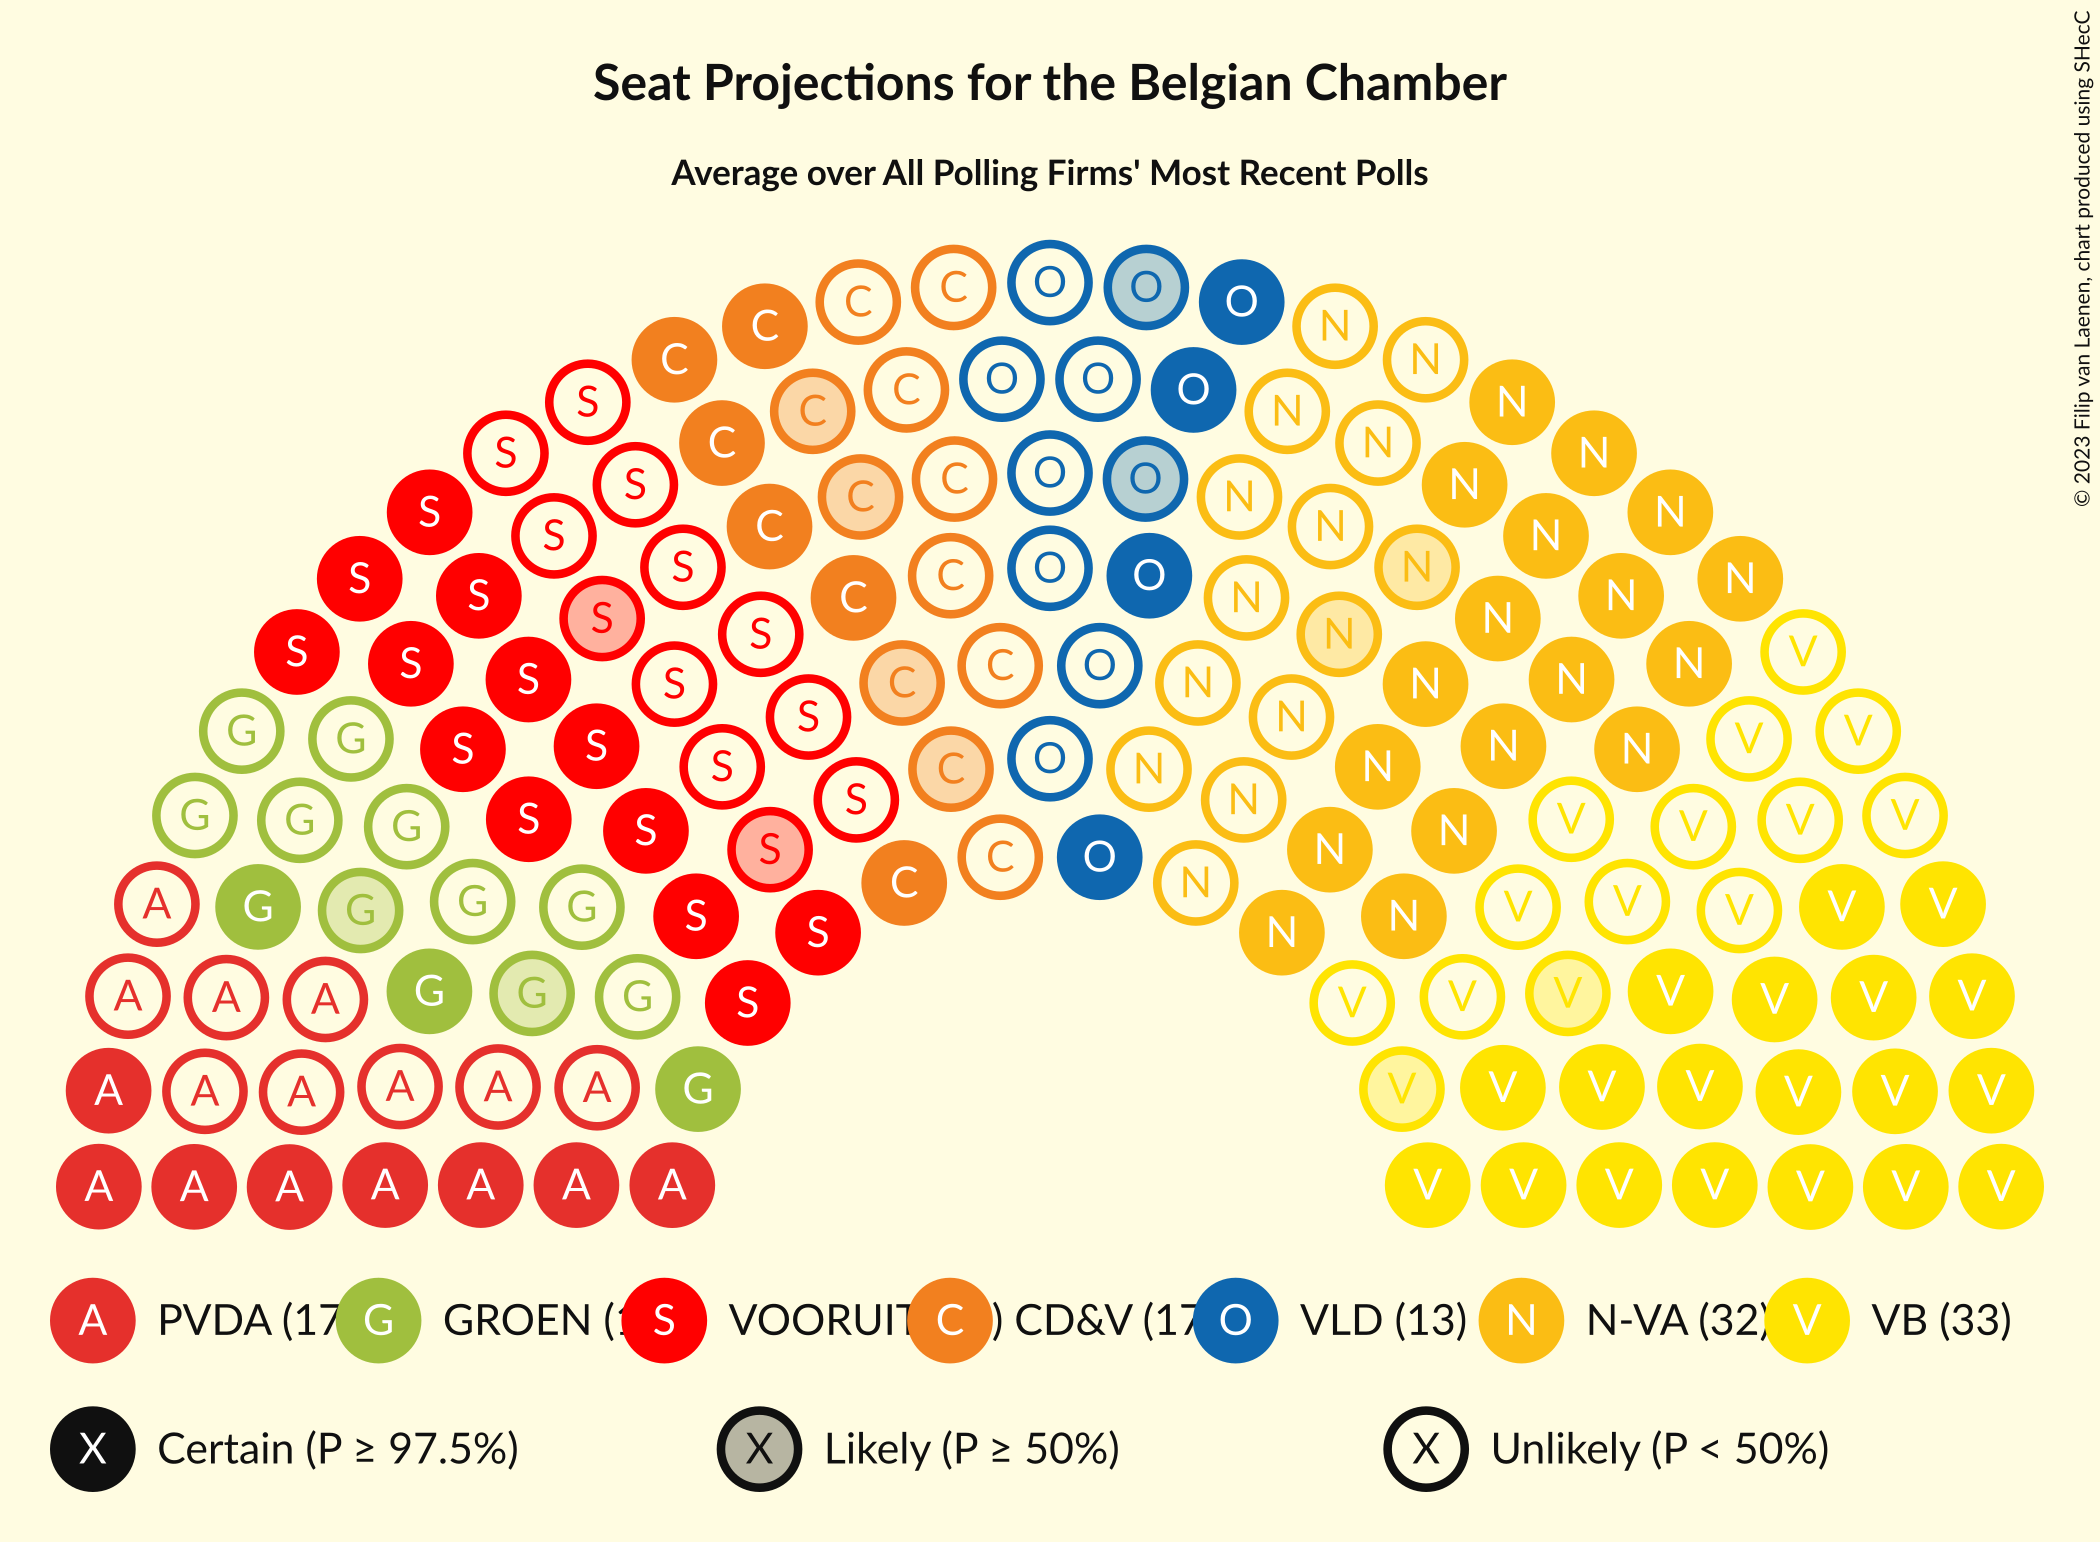 Seat Projections for the Belgian Chamber
Average over All Polling Firms' Most Recent Polls
© 2023 Filip van Laenen, chart produced using SHecC
C C O O O
C C N N
S C C O O O N N
S S C C C O O N N N N
S S C C N N N
S S S S C O O N N N N
S S S S C N N N N
S S S C C O N N N N V
G G S S S S C O N N N N N V V
G G G S S S S N N N V V V V
A G G G G S S C C O N N N V V V V V
A A A G G G S V V V V V V V
A A A A A A G V V V V V V V
A A A A A A A V V V V V V V
A PVDA (17 G GROEN ( S VOORUIT C ) CD&V (17 O VLD (13) N N-VA (32) V VB (33)
X Certain (P ≥ 97.5%) X Likely (P ≥ 50%) X Unlikely (P < 50%)